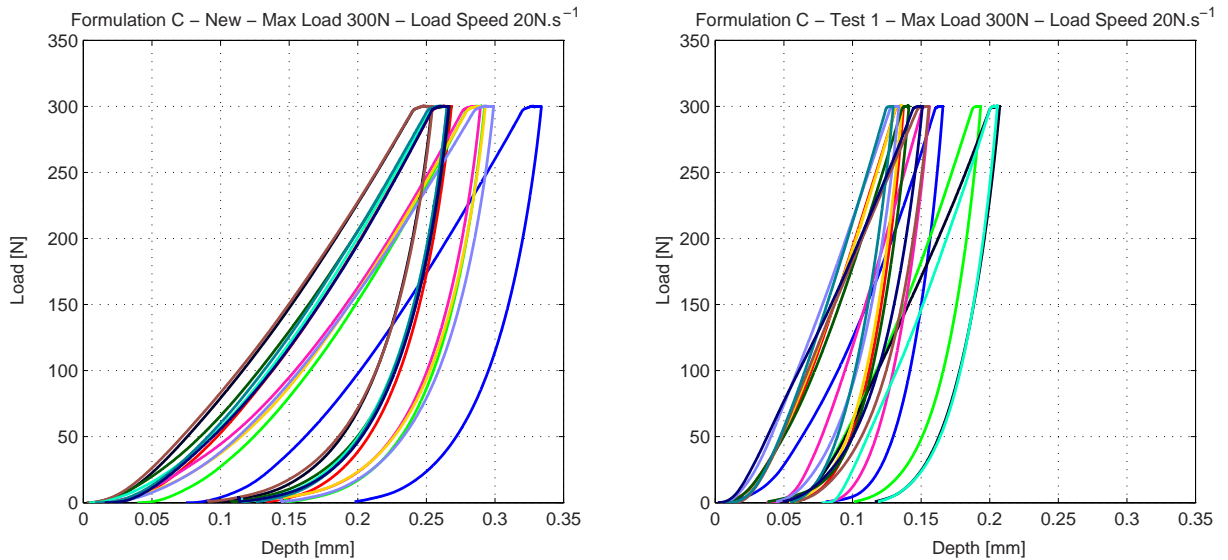 Formulation C − New − Max Load 300N − Load Speed 20N.s⁻¹
350
300
250
200
150
100
50
0
Load [N]
0 0.05 0.1 0.15 0.2 0.25 0.3 0.35
Depth [mm]
Formulation C − Test 1 − Max Load 300N − Load Speed 20N.s⁻¹
350
300
250
200
150
100
50
0
Load [N]
0 0.05 0.1 0.15 0.2 0.25 0.3 0.35
Depth [mm]